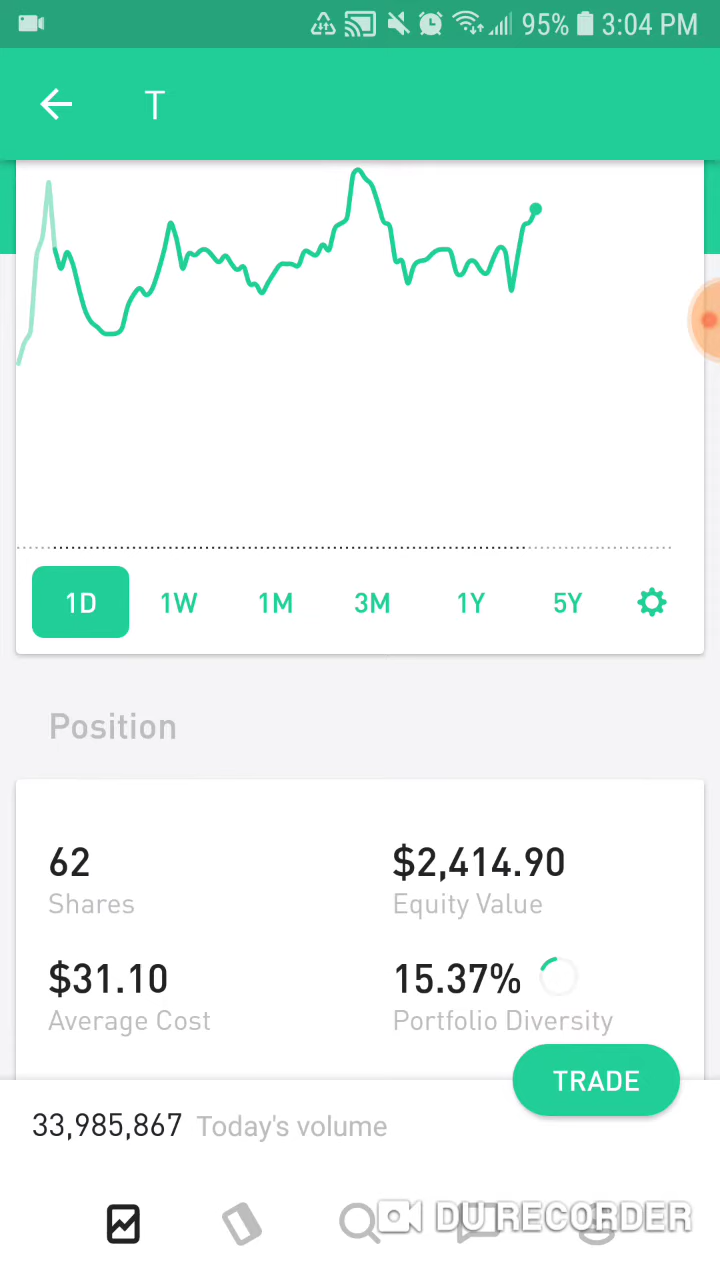 95% 3:04 PM
T
1D 1W 1M 3M 1Y 5Y
Position
62 $2,414.90
Shares Equity Value
$31.10 15.37%
Average Cost Portfolio Diversity
TRADE
33,985,867 Today's volume
DU RECORDER